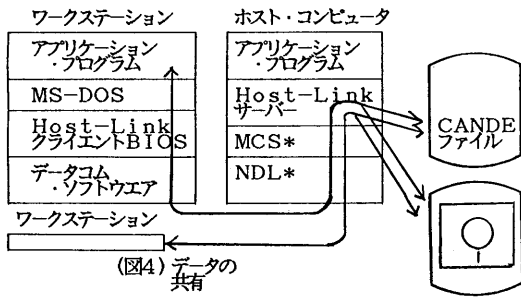 ワークステーション
アプリケーション
・プログラム
MS-DOS
Host-Link
クライエントBIOS
データコム
・ソフトウエア
ワークステーション
ホスト・コンピュータ
アプリケーション
・プログラム
Host-Link
サーバー
MCS*
NDL*
CANDE
ファイル
(図4) データの
共有